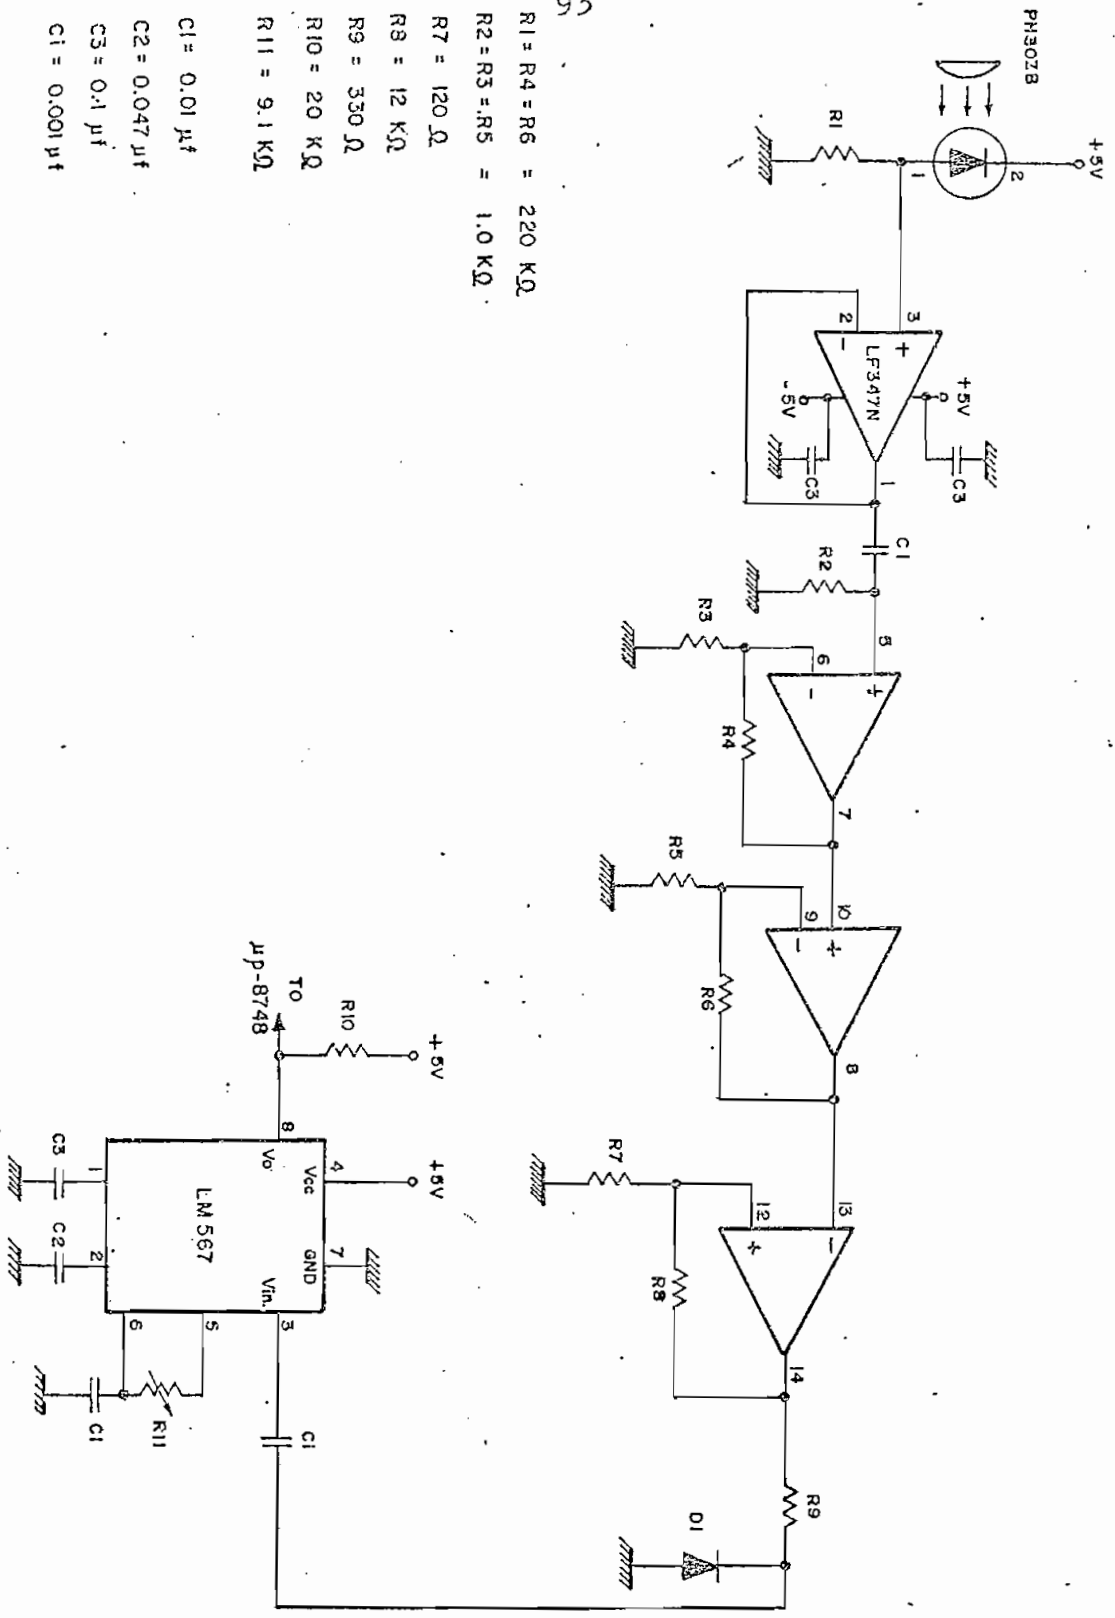 PH302B
+5V
2
1
R1
3
2
+
-
LF347N
+5V
-5V
C3
C3
1
C1
R2
5
6
+
-
R3
R4
7
10
9
+
-
R5
R6
8
13
12
-
+
R7
R8
14
R9
D1
C1
R1 = R4 = R6 = 220 KΩ
R2 = R3 = R5 = 1.0 KΩ
R7 = 120 Ω
R8 = 12 KΩ
R9 = 330 Ω
R10 = 20 KΩ
R11 = 9.1 KΩ
C1 = 0.01 µf
C2 = 0.047 µf
C3 = 0.1 µf
C1 = 0.001 µf
TO
µp-8748
R10
+5V
+5V
8
4
7
Vo
Vcc
GND
LM567
Vin.
1
2
3
5
6
C3
C2
R11
C1